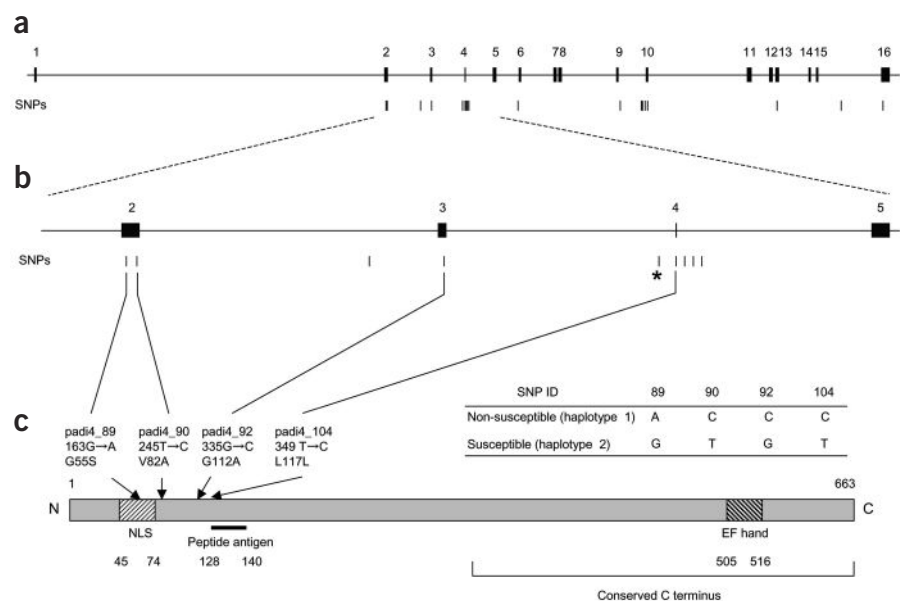 a
1 2 3 4 5 6 7 8 9 10 11 12 13 14 15 16
SNPs
b
2 3 4 5
SNPs
*
c
SNP ID 89 90 92 104
Non-susceptible (haplotype 1) A C C C
Susceptible (haplotype 2) G T G T
padi4_89 padi4_90 padi4_92 padi4_104
163G→A 245T→C 335G→C 349 T→C
G55S V82A G112A L117L
1 663
N C
NLS Peptide antigen EF hand
45 74 128 140 505 516
Conserved C terminus